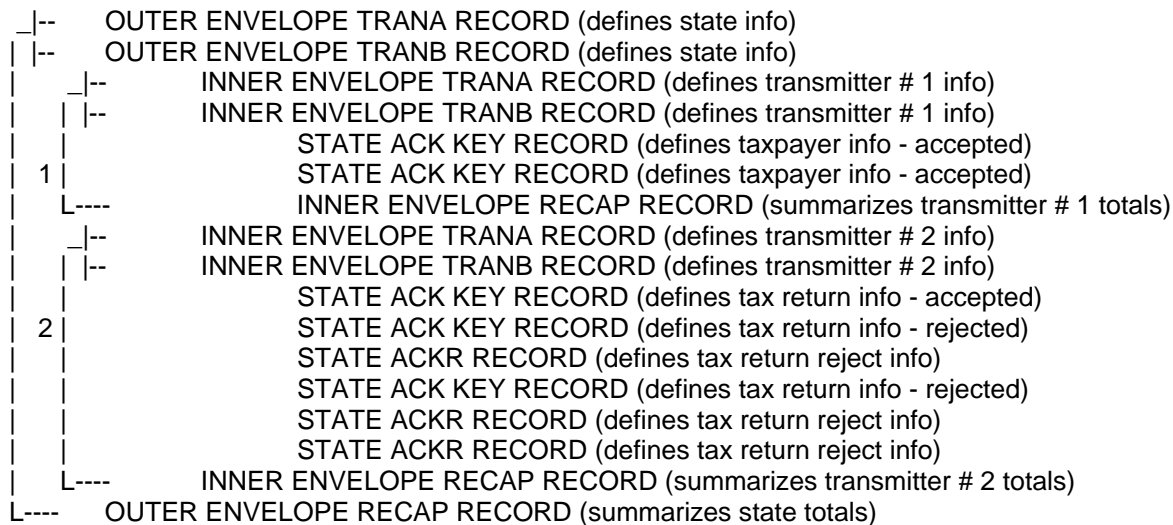 _|-- OUTER ENVELOPE TRANA RECORD (defines state info)
| |-- OUTER ENVELOPE TRANB RECORD (defines state info)
| _|-- INNER ENVELOPE TRANA RECORD (defines transmitter # 1 info)
| | |-- INNER ENVELOPE TRANB RECORD (defines transmitter # 1 info)
| | STATE ACK KEY RECORD (defines taxpayer info - accepted)
| 1 | STATE ACK KEY RECORD (defines taxpayer info - accepted)
| L---- INNER ENVELOPE RECAP RECORD (summarizes transmitter # 1 totals)
| _|-- INNER ENVELOPE TRANA RECORD (defines transmitter # 2 info)
| | |-- INNER ENVELOPE TRANB RECORD (defines transmitter # 2 info)
| | STATE ACK KEY RECORD (defines tax return info - accepted)
| 2 | STATE ACK KEY RECORD (defines tax return info - rejected)
| | STATE ACKR RECORD (defines tax return reject info)
| | STATE ACK KEY RECORD (defines tax return info - rejected)
| | STATE ACKR RECORD (defines tax return reject info)
| | STATE ACKR RECORD (defines tax return reject info)
| L---- INNER ENVELOPE RECAP RECORD (summarizes transmitter # 2 totals)
L---- OUTER ENVELOPE RECAP RECORD (summarizes state totals)